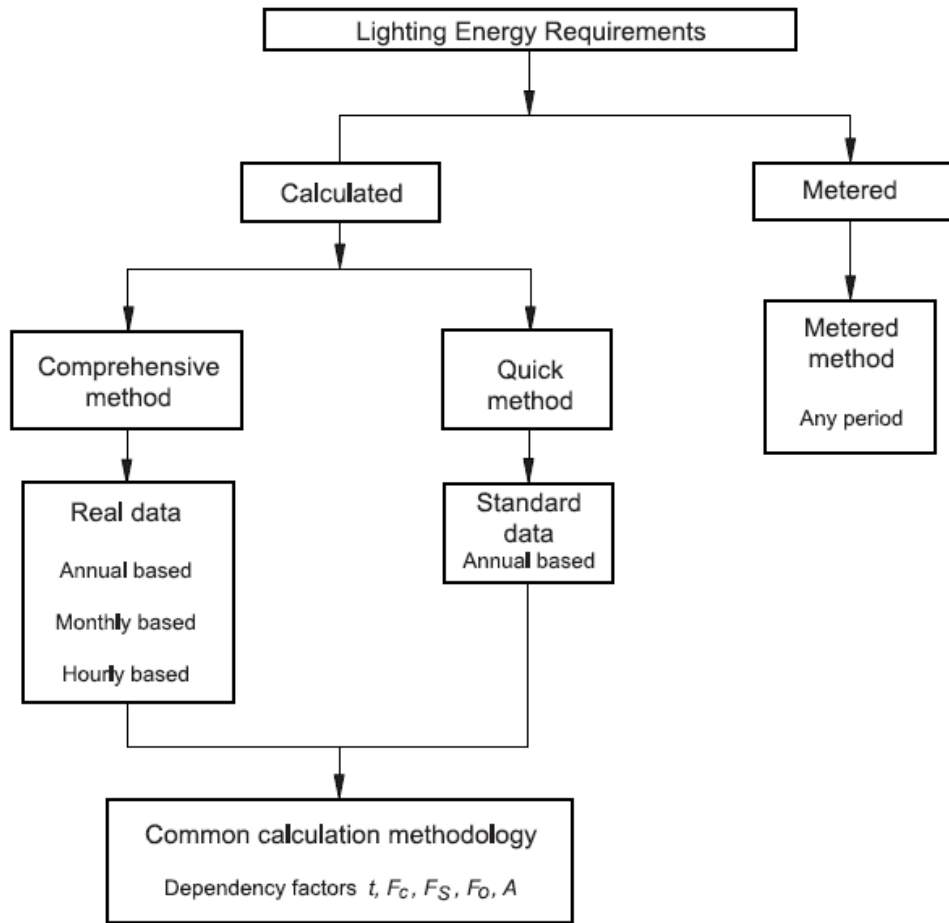 Lighting Energy Requirements
Calculated
Metered
Comprehensive
method
Quick
method
Metered
method
Any period
Real data
Annual based
Monthly based
Hourly based
Standard
data
Annual based
Common calculation methodology
Dependency factors t, Fc, FS, FO, A